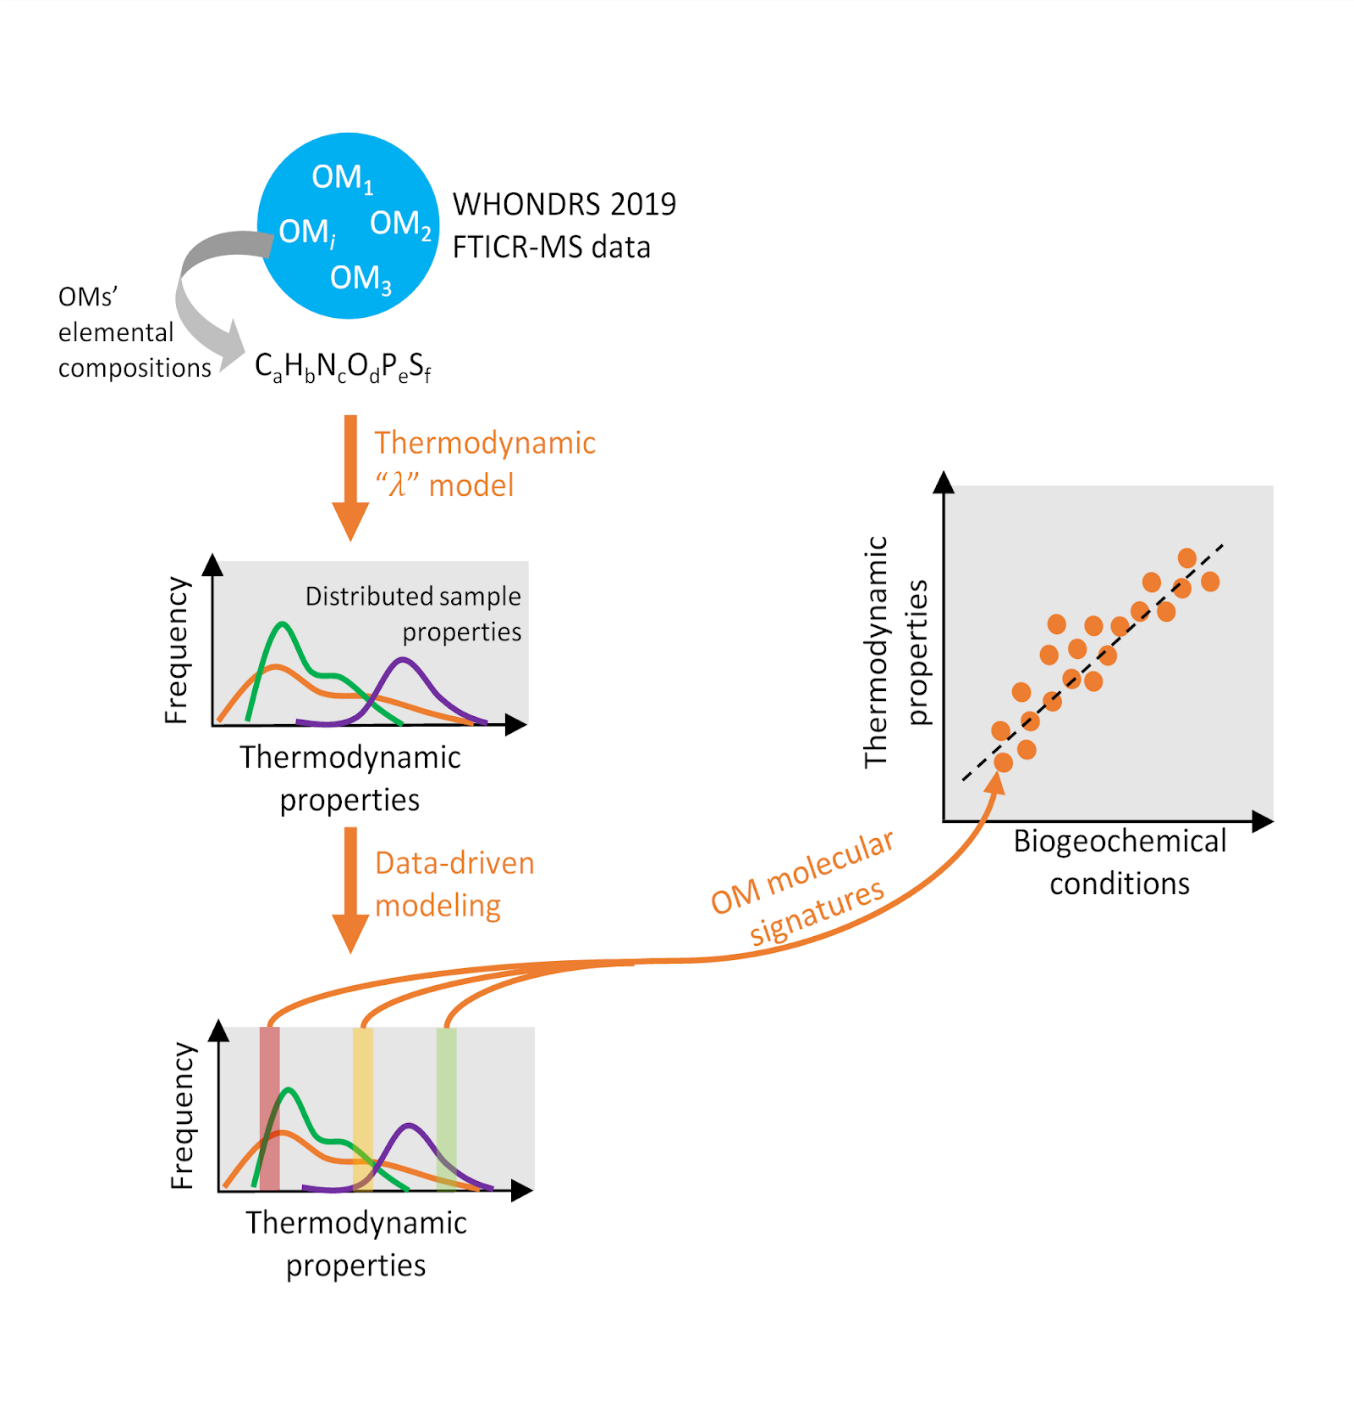 OM1
OMi
OM2
OM3
WHONDRS 2019
FTICR-MS data
OMs’
elemental
compositions
CaHbNcOdPeSf
Thermodynamic
“λ” model
Frequency
Distributed sample
properties
Thermodynamic
properties
Data-driven
modeling
OM molecular
signatures
Thermodynamic
properties
Biogeochemical
conditions
Frequency
Thermodynamic
properties